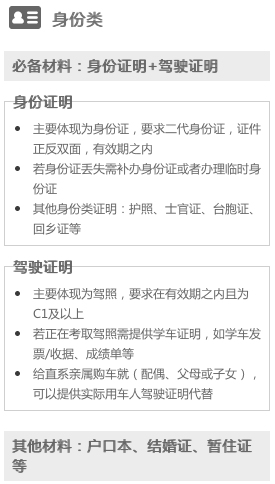 身份类
必备材料：身份证明+驾驶证明
身份证明
主要体现为身份证，要求二代身份证，证件
正反双面，有效期之内
若身份证丢失需补办身份证或者办理临时身
份证
其他身份类证明：护照、士官证、台胞证、
回乡证等
驾驶证明
主要体现为驾照，要求在有效期之内且为
C1及以上
若正在考取驾照需提供学车证明，如学车发
票/收据、成绩单等
给直系亲属购车就（配偶、父母或子女），
可以提供实际用车人驾驶证明代替
其他材料：户口本、结婚证、暂住证
等